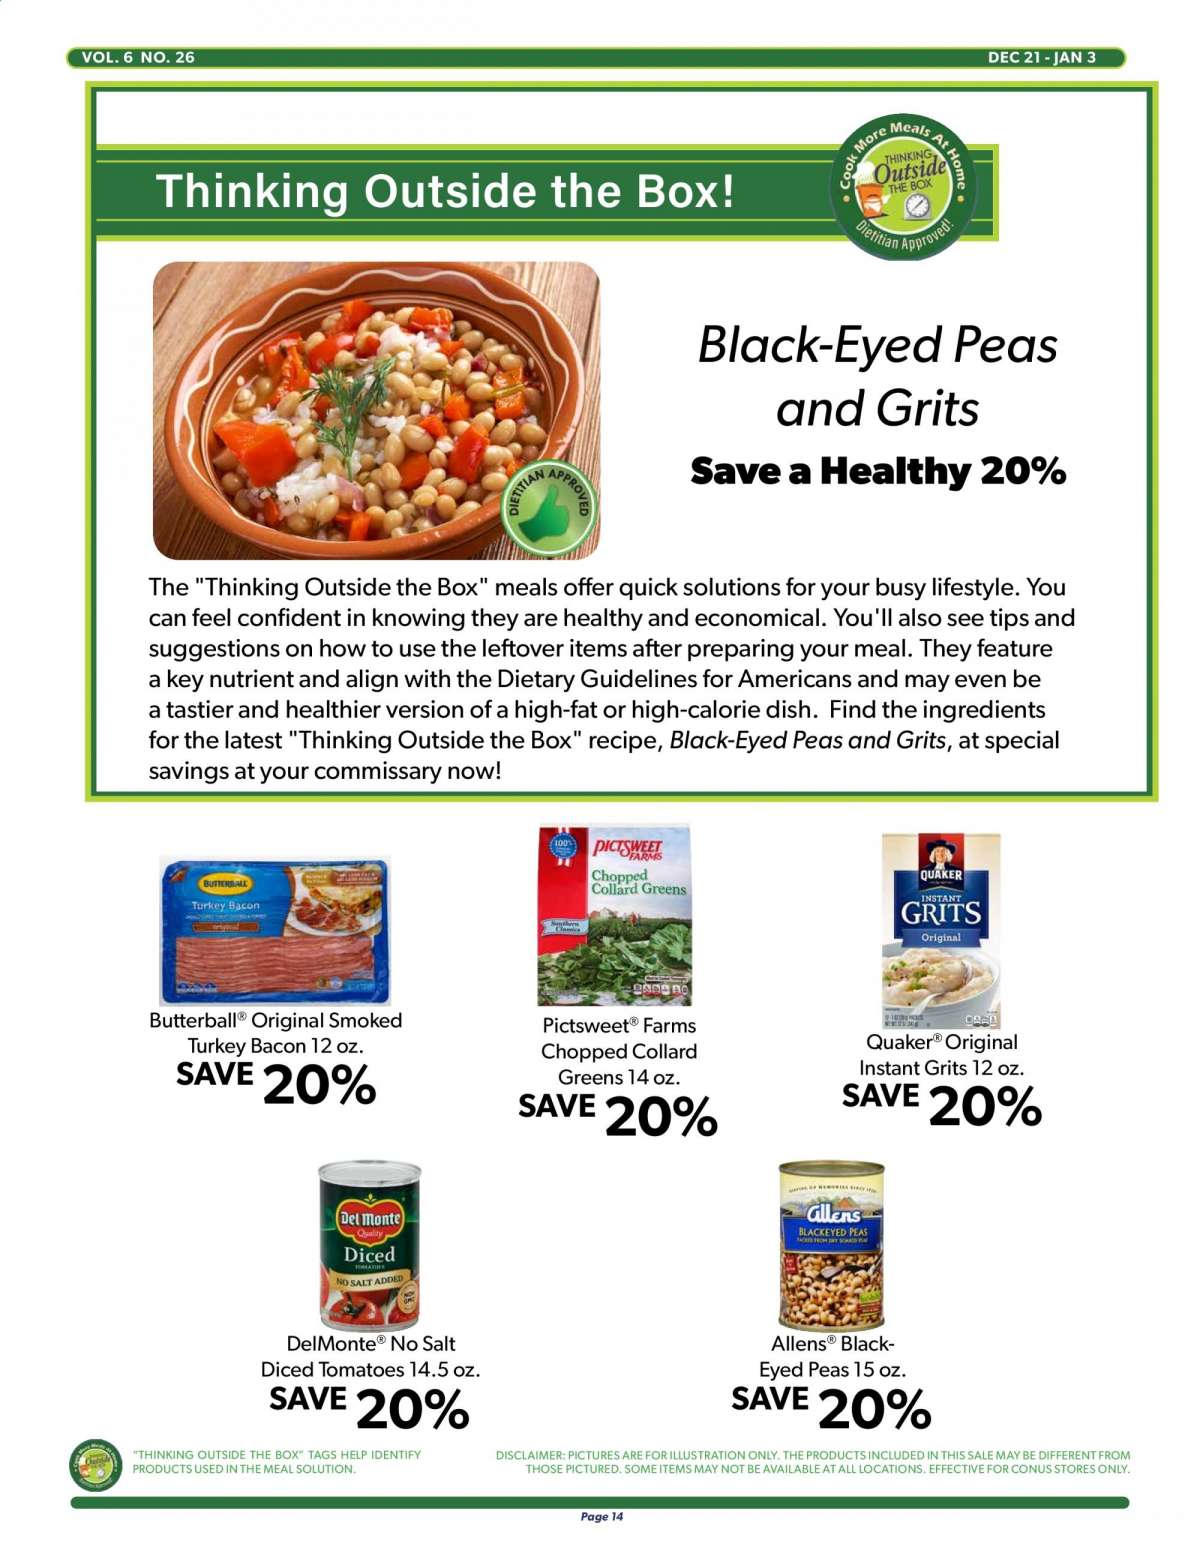 VOL. 6 NO. 26
DEC 21 - JAN 3
Thinking Outside the Box!
Cook More Meals At Home
THINKING
Outside
THE BOX
Dietitian Approved!
DIETITIAN APPROVED
Black-Eyed Peas
and Grits
Save a Healthy 20%
The "Thinking Outside the Box" meals offer quick solutions for your busy lifestyle. You
can feel confident in knowing they are healthy and economical. You'll also see tips and
suggestions on how to use the leftover items after preparing your meal. They feature
a key nutrient and align with the Dietary Guidelines for Americans and may even be
a tastier and healthier version of a high-fat or high-calorie dish. Find the ingredients
for the latest "Thinking Outside the Box" recipe, Black-Eyed Peas and Grits, at special
savings at your commissary now!
BUTTERBALL
Turkey Bacon
original
Butterball® Original Smoked
Turkey Bacon 12 oz.
SAVE 20%
100%
PICTSWEET
FARMS
Chopped
Collard Greens
Southern
Classics
Pictsweet® Farms
Chopped Collard
Greens 14 oz.
SAVE 20%
QUAKER
INSTANT
GRITS
Original
Quaker® Original
Instant Grits 12 oz.
SAVE 20%
Del Monte
Quality
Diced
TOMATOES
NO SALT ADDED
NON
GMO
DelMonte® No Salt
Diced Tomatoes 14.5 oz.
SAVE 20%
Allens
BLACKEYED PEAS
Allens® Black-
Eyed Peas 15 oz.
SAVE 20%
"THINKING OUTSIDE THE BOX" TAGS HELP IDENTIFY
PRODUCTS USED IN THE MEAL SOLUTION.
DISCLAIMER: PICTURES ARE FOR ILLUSTRATION ONLY. THE PRODUCTS INCLUDED IN THIS SALE MAY BE DIFFERENT FROM
THOSE PICTURED. SOME ITEMS MAY NOT BE AVAILABLE AT ALL LOCATIONS. EFFECTIVE FOR CONUS STORES ONLY.
Page 14